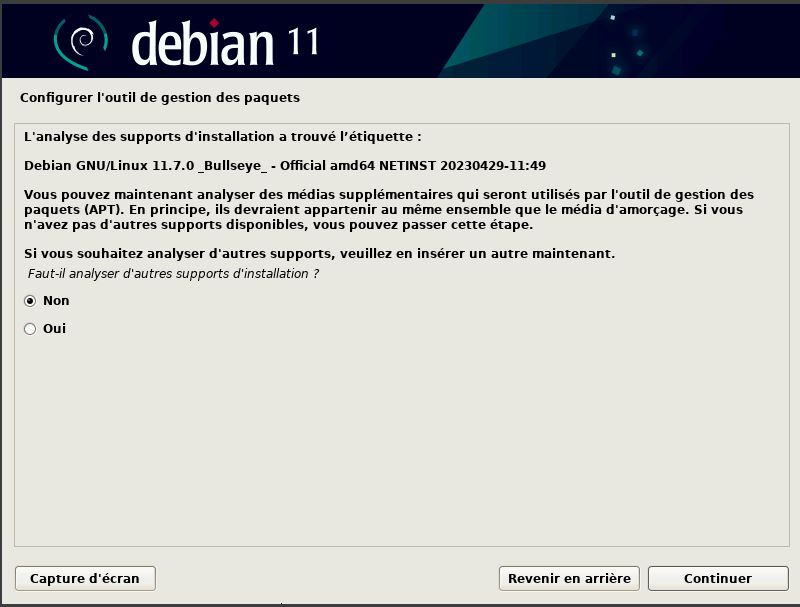 debian 11
Configurer l'outil de gestion des paquets
L'analyse des supports d'installation a trouvé l’étiquette :
Debian GNU/Linux 11.7.0 _Bullseye_ - Official amd64 NETINST 20230429-11:49
Vous pouvez maintenant analyser des médias supplémentaires qui seront utilisés par l'outil de gestion des
paquets (APT). En principe, ils devraient appartenir au même ensemble que le média d'amorçage. Si vous
n'avez pas d'autres supports disponibles, vous pouvez passer cette étape.
Si vous souhaitez analyser d'autres supports, veuillez en insérer un autre maintenant.
Faut-il analyser d'autres supports d'installation ?
Non
Oui
Capture d'écran Revenir en arrière Continuer